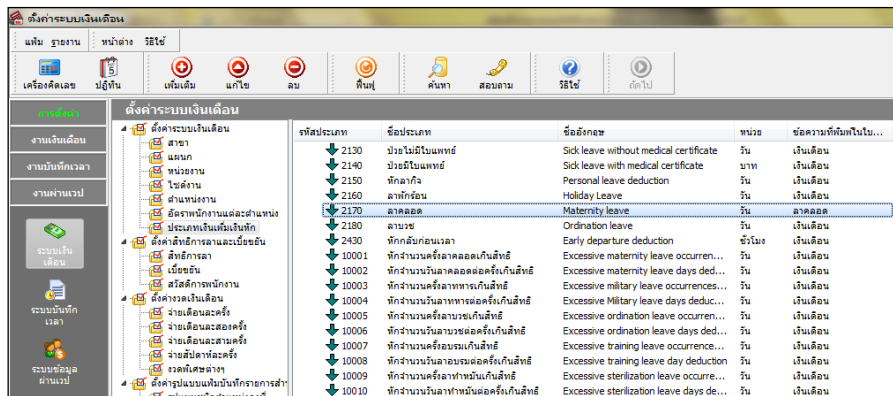 ตั้งค่าระบบเงินเดือน
แฟ้ม รายงาน หน้าต่าง วิธีใช้
เครื่องคิดเลข ปฏิทิน เพิ่มเติม แก้ไข ลบ ฟื้นฟู ค้นหา สอบถาม วิธีใช้ ถัดไป
การตั้งค่า
งานเงินเดือน
งานบันทึกเวลา
งานผ่านเวป
ระบบเงิน
เดือน
ระบบบันทึก
เวลา
ระบบข้อมูล
ผ่านเวป
ตั้งค่าระบบเงินเดือน
ตั้งค่าระบบเงินเดือน
สาขา
แผนก
หน่วยงาน
ไซด์งาน
ตำแหน่งงาน
อัตราพนักงานแต่ละตำแหน่ง
ประเภทเงินเพิ่มเงินหัก
ตั้งค่าสิทธิการลาและเบี้ยขยัน
สิทธิการลา
เบี้ยขยัน
สวัสดิการพนักงาน
ตั้งค่างวดเงินเดือน
จ่ายเดือนละครั้ง
จ่ายเดือนละสองครั้ง
จ่ายเดือนละสามครั้ง
จ่ายสัปดาห์ละครั้ง
งวดพิเศษต่างๆ
ตั้งค่ารูปแบบแฟ้มบันทึกรายการสำ
รหัสประเภท ชื่อประเภท ชื่ออังกฤษ หน่วย ข้อความที่พิมพ์ในใบ...
2130 ป่วยไม่มีใบแพทย์ Sick leave without medical certificate วัน เงินเดือน
2140 ป่วยมีใบแพทย์ Sick leave with medical certificate บาท เงินเดือน
2150 หักลากิจ Personal leave deduction วัน เงินเดือน
2160 ลาพักร้อน Holiday Leave วัน เงินเดือน
2170 ลาคลอด Maternity leave วัน ลาคลอด
2180 ลาบวช Ordination leave วัน เงินเดือน
2430 หักกลับก่อนเวลา Early departure deduction ชั่วโมง เงินเดือน
10001 หักจำนวนครั้งลาคลอดเกินสิทธิ์ Excessive maternity leave occurren... วัน เงินเดือน
10002 หักจำนวนวันลาคลอดต่อครั้งเกินสิทธิ์ Excessive maternity leave days ded... วัน เงินเดือน
10003 หักจำนวนครั้งลาทหารเกินสิทธิ์ Excessive military leave occurrences... วัน เงินเดือน
10004 หักจำนวนวันลาทหารต่อครั้งเกินสิทธิ์ Excessive Military leave days deduc... วัน เงินเดือน
10005 หักจำนวนครั้งลาบวชเกินสิทธิ์ Excessive ordination leave occurren... วัน เงินเดือน
10006 หักจำนวนวันลาบวชต่อครั้งเกินสิทธิ์ Excessive ordination leave days ded... วัน เงินเดือน
10007 หักจำนวนครั้งอบรมเกินสิทธิ์ Excessive training leave occurrence... วัน เงินเดือน
10008 หักจำนวนวันลาอบรมต่อครั้งเกินสิทธิ์ Excessive training leave day deduction วัน เงินเดือน
10009 หักจำนวนครั้งลาทำหมันเกินสิทธิ์ Excessive sterilization leave occurre... วัน เงินเดือน
10010 หักจำนวนวันลาทำหมันต่อครั้งเกินสิทธิ์ Excessive sterilization leave days de... วัน เงินเดือน